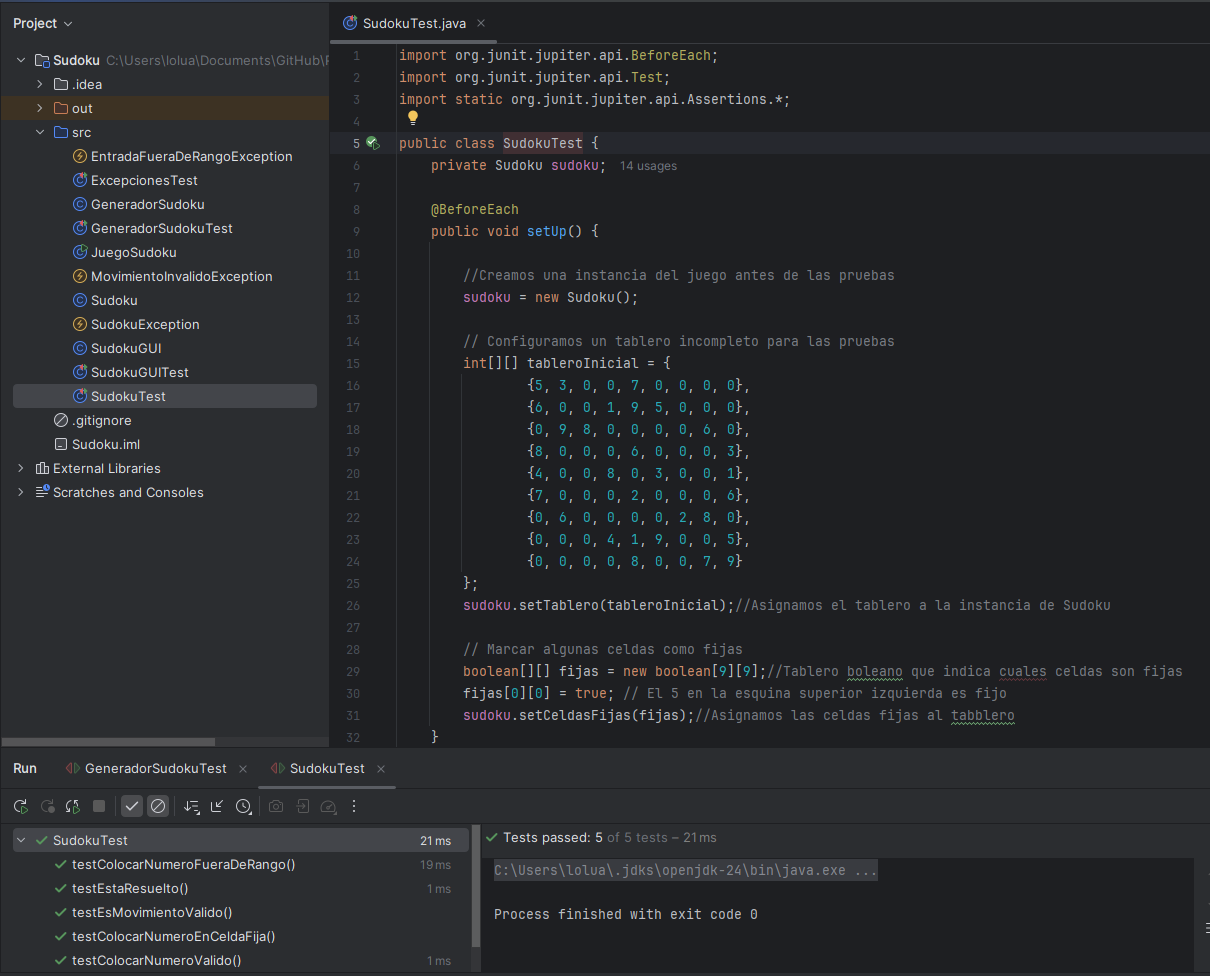 Project
Sudoku C:\Users\lolua\Documents\GitHub\
.idea
out
src
EntradaFueraDeRangoException
ExcepcionesTest
GeneradorSudoku
GeneradorSudokuTest
JuegoSudoku
MovimientoInvalidoException
Sudoku
SudokuException
SudokuGUI
SudokuGUITest
SudokuTest
.gitignore
Sudoku.iml
External Libraries
Scratches and Consoles
SudokuTest.java
1 import org.junit.jupiter.api.BeforeEach;
2 import org.junit.jupiter.api.Test;
3 import static org.junit.jupiter.api.Assertions.*;
4
5 public class SudokuTest {
6 private Sudoku sudoku; 14 usages
7
8 @BeforeEach
9 public void setUp() {
10
11 //Creamos una instancia del juego antes de las pruebas
12 sudoku = new Sudoku();
13
14 // Configuramos un tablero incompleto para las pruebas
15 int[][] tableroInicial = {
16 {5, 3, 0, 0, 7, 0, 0, 0, 0},
17 {6, 0, 0, 1, 9, 5, 0, 0, 0},
18 {0, 9, 8, 0, 0, 0, 0, 6, 0},
19 {8, 0, 0, 0, 6, 0, 0, 0, 3},
20 {4, 0, 0, 8, 0, 3, 0, 0, 1},
21 {7, 0, 0, 0, 2, 0, 0, 0, 6},
22 {0, 6, 0, 0, 0, 0, 2, 8, 0},
23 {0, 0, 0, 4, 1, 9, 0, 0, 5},
24 {0, 0, 0, 0, 8, 0, 0, 7, 9}
25 };
26 sudoku.setTablero(tableroInicial);//Asignamos el tablero a la instancia de Sudoku
27
28 // Marcar algunas celdas como fijas
29 boolean[][] fijas = new boolean[9][9];//Tablero boleano que indica cuales celdas son fijas
30 fijas[0][0] = true; // El 5 en la esquina superior izquierda es fijo
31 sudoku.setCeldasFijas(fijas);//Asignamos las celdas fijas al tabblero
32 }
Run GeneradorSudokuTest SudokuTest
SudokuTest 21 ms
testColocarNumeroFueraDeRango() 19 ms
testEstaResuelto() 1 ms
testEsMovimientoValido()
testColocarNumeroEnCeldaFija()
testColocarNumeroValido() 1 ms
Tests passed: 5 of 5 tests – 21 ms
C:\Users\lolua\.jdks\openjdk-24\bin\java.exe ...
Process finished with exit code 0